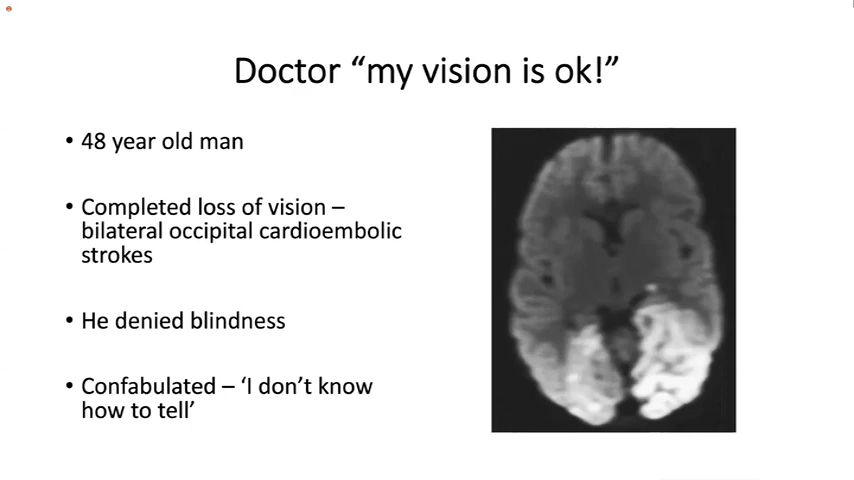 Doctor “my vision is ok!”
• 48 year old man
• Completed loss of vision –
bilateral occipital cardioembolic
strokes
• He denied blindness
• Confabulated – ‘I don’t know
how to tell’